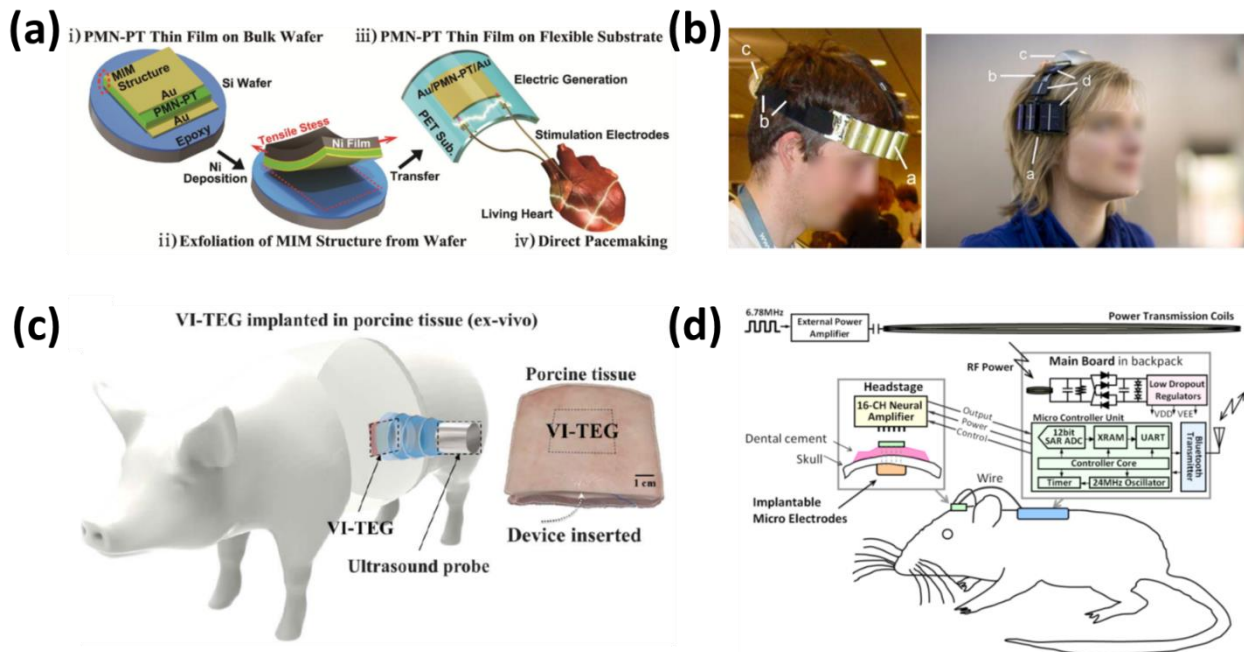 (a)
i) PMN-PT Thin Film on Bulk Wafer
iii) PMN-PT Thin Film on Flexible Substrate
MIM
Structure
Au
PMN-PT
Au
Epoxy
Si Wafer
Ni
Deposition
Tensile Stess
Ni Film
Transfer
Au/PMN-PT/Au
PET Sub.
Electric Generation
Stimulation Electrodes
Living Heart
ii) Exfoliation of MIM Structure from Wafer
iv) Direct Pacemaking
(b)
c
b
a
c
b
d
a
(c)
VI-TEG implanted in porcine tissue (ex-vivo)
Porcine tissue
VI-TEG
1 cm
VI-TEG
Ultrasound probe
Device inserted
(d)
6.78MHz
External Power
Amplifier
Power Transmission Coils
RF Power
Main Board in backpack
Low Dropout
Regulators
VDD VEE
Headstage
16-CH Neural
Amplifier
Output
Power
Control
Micro Controller Unit
12bit
SAR ADC
XRAM
UART
Controller Core
Timer
24MHz Oscillator
Bluetooth
Transmitter
Dental cement
Skull
Implantable
Micro Electrodes
Wire